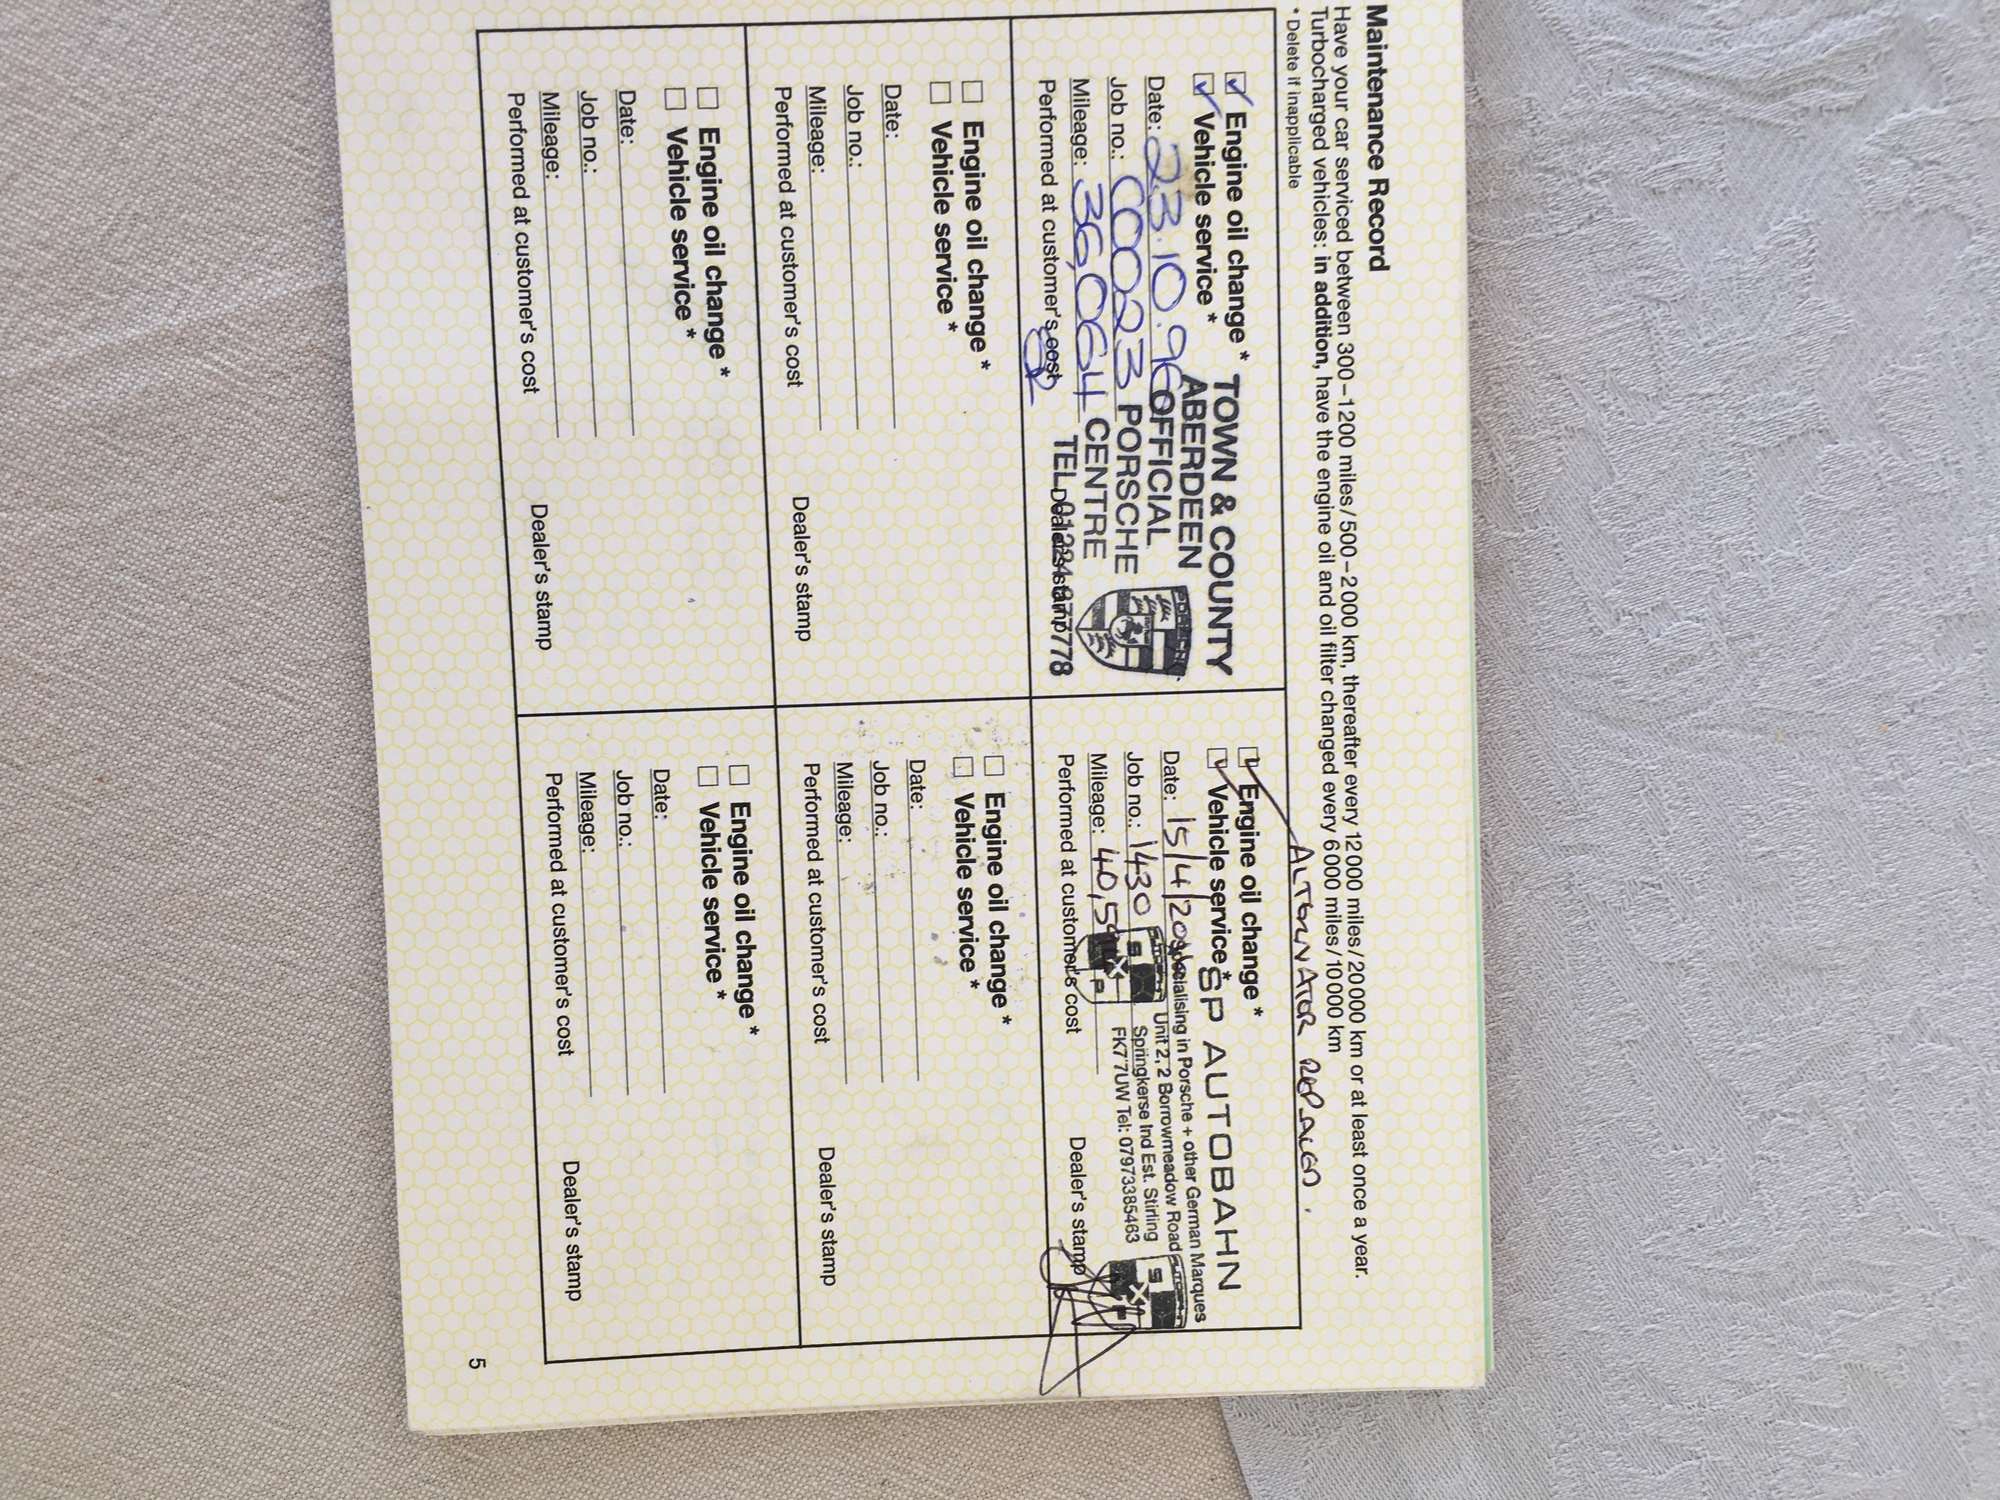 Maintenance Record
Have your car serviced between 300–1200 miles/500–2000 km, thereafter every 12000 miles/20000 km or at least once a year.
Turbocharged vehicles: in addition, have the engine oil and oil filter changed every 6000 miles/10000 km
* Delete if inapplicable
Engine oil change *
Vehicle service *
Date: 23.10.96
Job no.: C00023
Mileage: 36,064
Performed at customer's cost
Dealer's stamp
TOWN & COUNTY
ABERDEEN
OFFICIAL
PORSCHE
CENTRE
TEL 01224 877778
PORSCHE
ALTERNATOR REPLACED.
Engine oil change *
Vehicle service *
Date: 15/4/20
Job no.: 1430
Mileage: 40,59
Performed at customer's cost
Dealer's stamp
SP AUTOBAHN
Specialising in Porsche + other German Marques
Unit 2, 2 Borrowmeadow Road
Springkerse Ind Est. Stirling
FK7 7UW Tel: 07973385463
S
P
S
P
Engine oil change *
Vehicle service *
Date:
Job no.:
Mileage:
Performed at customer's cost
Dealer's stamp
Engine oil change *
Vehicle service *
Date:
Job no.:
Mileage:
Performed at customer's cost
Dealer's stamp
Engine oil change *
Vehicle service *
Date:
Job no.:
Mileage:
Performed at customer's cost
Dealer's stamp
Engine oil change *
Vehicle service *
Date:
Job no.:
Mileage:
Performed at customer's cost
Dealer's stamp
5